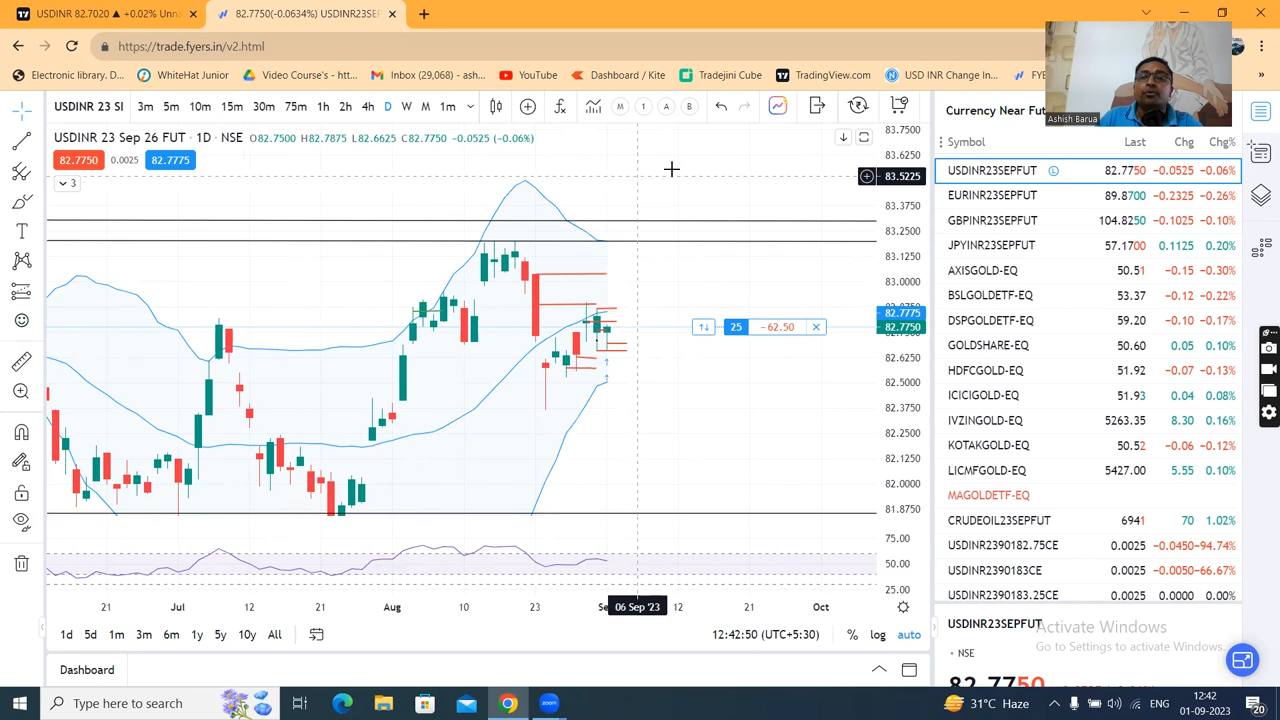 USDINR 82.7020 ▲ +0.02% Unna
82.7750(-0.0634%) USDINR23SEP
https://trade.fyers.in/v2.html
Electronic library. D...
WhiteHat Junior
Video Course's - htt...
Inbox (29,068) - ash...
YouTube
Dashboard / Kite
Tradejini Cube
TradingView.com
USD INR Change In...
»
USDINR 23 SI
3m 5m 10m 15m 30m 75m 1h 2h 4h D W M 1m
M 1 A B
USDINR 23 Sep 26 FUT · 1D · NSE O82.7500 H82.7875 L82.6625 C82.7750 -0.0525 (-0.06%)
82.7750 0.0025 82.7775
3
83.7500
83.6250
83.5225
83.3750
83.2500
83.1250
83.0000
82.7775
82.7750
82.6250
82.5000
82.3750
82.2500
82.1250
82.0000
81.8750
75.00
50.00
25.00
25 −62.50
21 Jul 12 21 Aug 10 23 Se 06 Sep '23 12 21 Oct
1d 5d 1m 3m 6m 1y 5y 10y All
12:42:50 (UTC+5:30) % log auto
Dashboard
Currency Near Fut
Ashish Barua
Symbol Last Chg Chg%
USDINR23SEPFUT L 82.7750 −0.0525 −0.06%
EURINR23SEPFUT 89.8700 −0.2325 −0.26%
GBPINR23SEPFUT 104.8250 −0.1025 −0.10%
JPYINR23SEPFUT 57.1700 0.1125 0.20%
AXISGOLD-EQ 50.51 −0.15 −0.30%
BSLGOLDETF-EQ 53.37 −0.12 −0.22%
DSPGOLDETF-EQ 59.20 −0.10 −0.17%
GOLDSHARE-EQ 50.60 0.05 0.10%
HDFCGOLD-EQ 51.92 −0.07 −0.13%
ICICIGOLD-EQ 51.93 0.04 0.08%
IVZINGOLD-EQ 5263.35 8.30 0.16%
KOTAKGOLD-EQ 50.52 −0.06 −0.12%
LICMFGOLD-EQ 5427.00 5.55 0.10%
MAGOLDETF-EQ
CRUDEOIL23SEPFUT 6941 70 1.02%
USDINR2390182.75CE 0.0025 −0.0450 −94.74%
USDINR2390183CE 0.0025 −0.0050 −66.67%
USDINR2390183.25CE 0.0025 0.0000 0.00%
USDINR23SEPFUT
• NSE
82.7750
Activate Windows
Go to Settings to activate Windows.
Type here to search
31°C Haze
ENG
12:42
01-09-2023
20